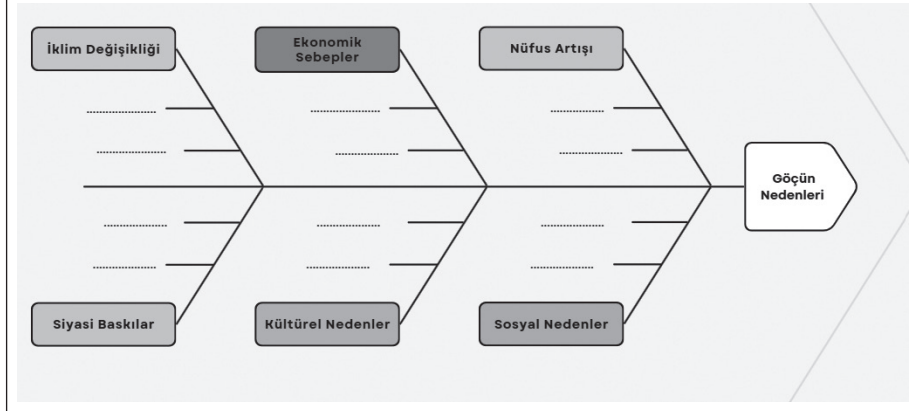 İklim Değişikliği
Ekonomik
Sebepler
Nüfus Artışı
....................
....................
....................
....................
....................
....................
Göçün
Nedenleri
....................
....................
....................
....................
....................
....................
Siyasi Baskılar
Kültürel Nedenler
Sosyal Nedenler